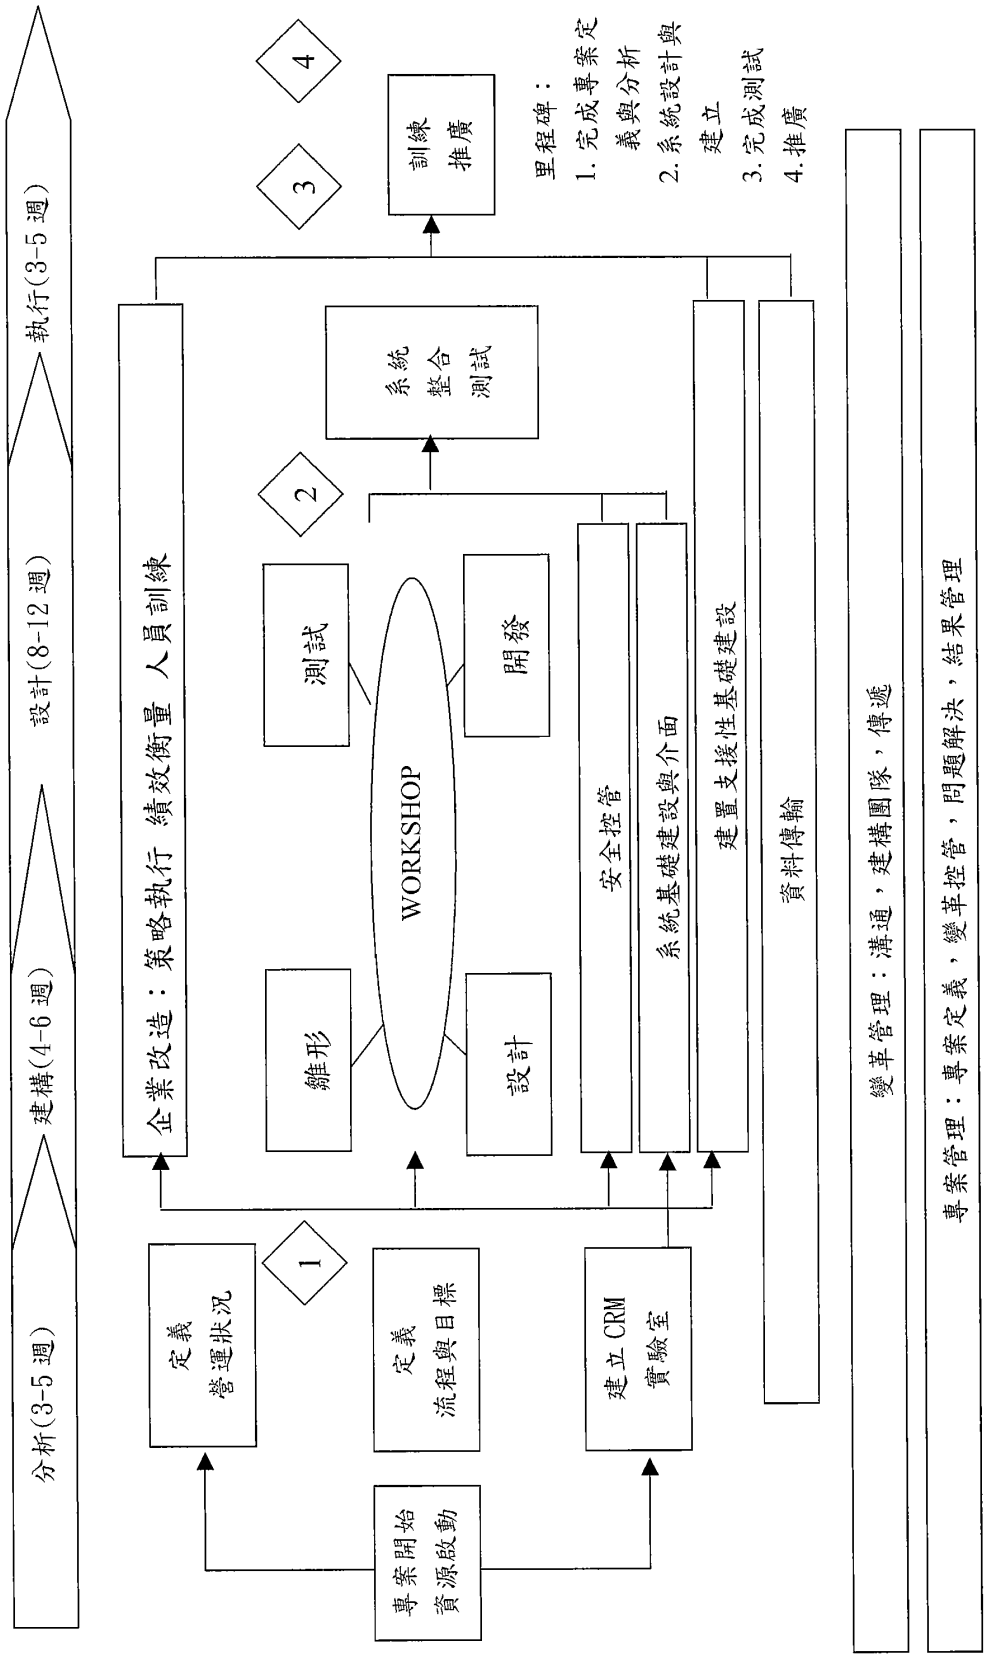 分析(3-5 週)
建構(4-6 週)
設計(8-12 週)
執行(3-5 週)
專案開始
資源啟動
定義
營運狀況
定義
流程與目標
建立 CRM
實驗室
1
企業改造：策略執行 績效衡量 人員訓練
雛形
測試
WORKSHOP
設計
開發
安全控管
系統基礎建設與介面
建置支援性基礎建設
資料傳輸
2
系統
整合
測試
3
4
訓練
推廣
里程碑：
1.完成專案定
義與分析
2.系統設計與
建立
3.完成測試
4.推廣
變革管理：溝通，建構團隊，傳遞
專案管理：專案定義，變革控管，問題解決，結果管理